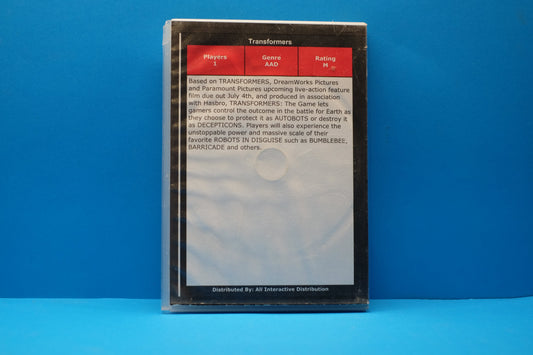 Transformers
Players Genre Rating
1 AAD M
Based on TRANSFORMERS, DreamWorks Pictures
and Paramount Pictures upcoming live-action feature
film due out July 4th, and produced in association
with Hasbro, TRANSFORMERS: The Game lets
gamers control the outcome in the battle for Earth as
they choose to protect it as AUTOBOTS or destroy it
as DECEPTICONS. Players will also experience the
unstoppable power and massive scale of their
favorite ROBOTS IN DISGUISE such as BUMBLEBEE,
BARRICADE and others.
Distributed By: All Interactive Distribution